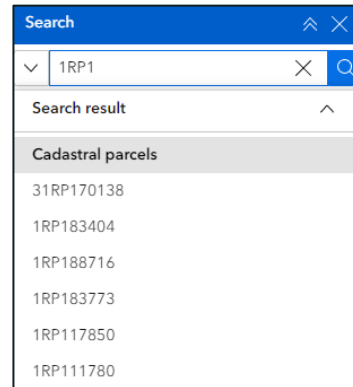 Search
1RP1
Search result
Cadastral parcels
31RP170138
1RP183404
1RP188716
1RP183773
1RP117850
1RP111780